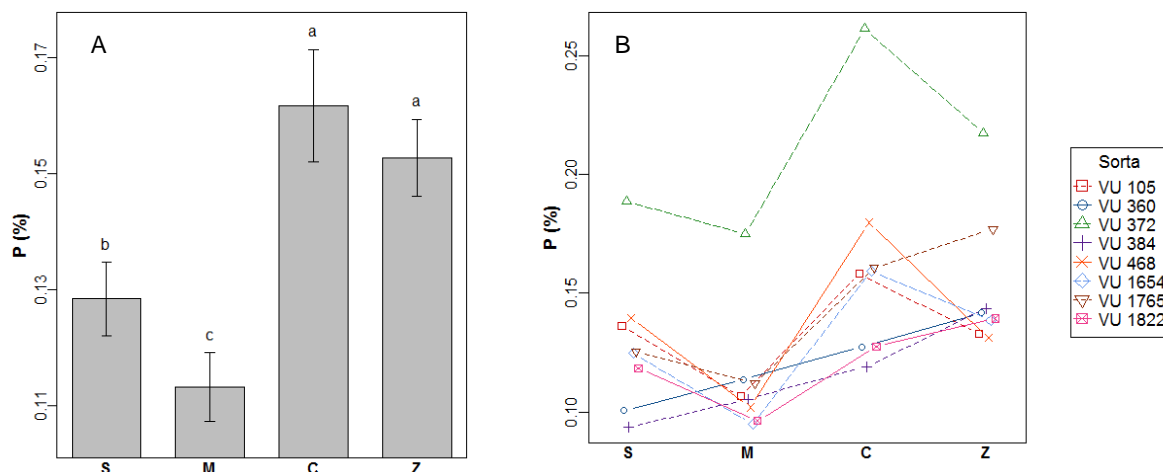 A
P (%)
0.17
0.15
0.13
0.11
b
c
a
a
S M C Z
B
P (%)
0.25
0.20
0.15
0.10
S M C Z
Sorta
VU 105
VU 360
VU 372
VU 384
VU 468
VU 1654
VU 1765
VU 1822